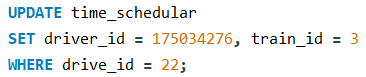 UPDATE time_schedular
SET driver_id = 175034276, train_id = 3
WHERE drive_id = 22;